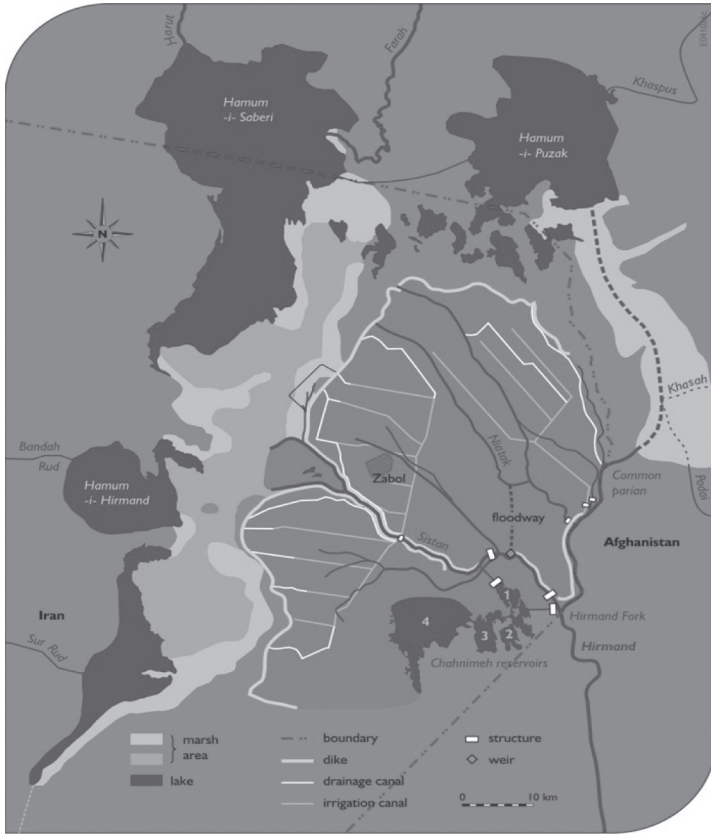 Harut
Farah
Khaspus
Hamum
-i- Saberi
Hamum
-i- Puzak
N
Khasah
Bandah
Rud
Hamum
-i- Hirmand
Zabol
Niatak
Common
parian
Podai
floodway
Sistan
Afghanistan
Iran
1
4
3
2
Hirmand Fork
Sur Rud
Hirmand
Chahnimeh reservoirs
marsh
area
lake
boundary
dike
drainage canal
irrigation canal
structure
weir
0 10 km